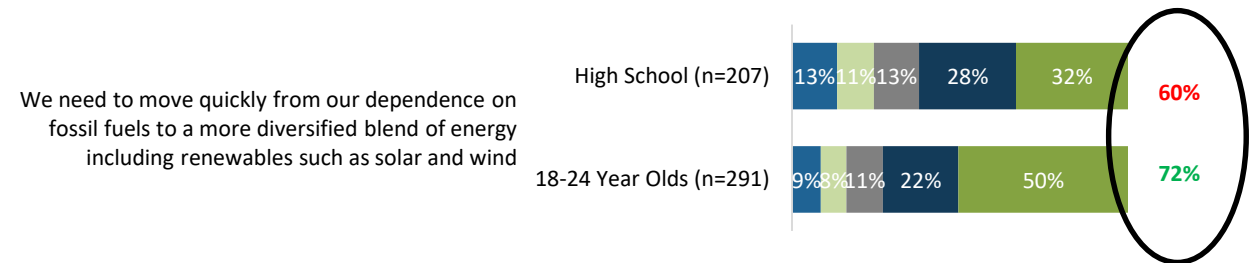 We need to move quickly from our dependence on
fossil fuels to a more diversified blend of energy
including renewables such as solar and wind
High School (n=207)
13% 11% 13% 28% 32% 60%
18-24 Year Olds (n=291)
9% 8% 11% 22% 50% 72%